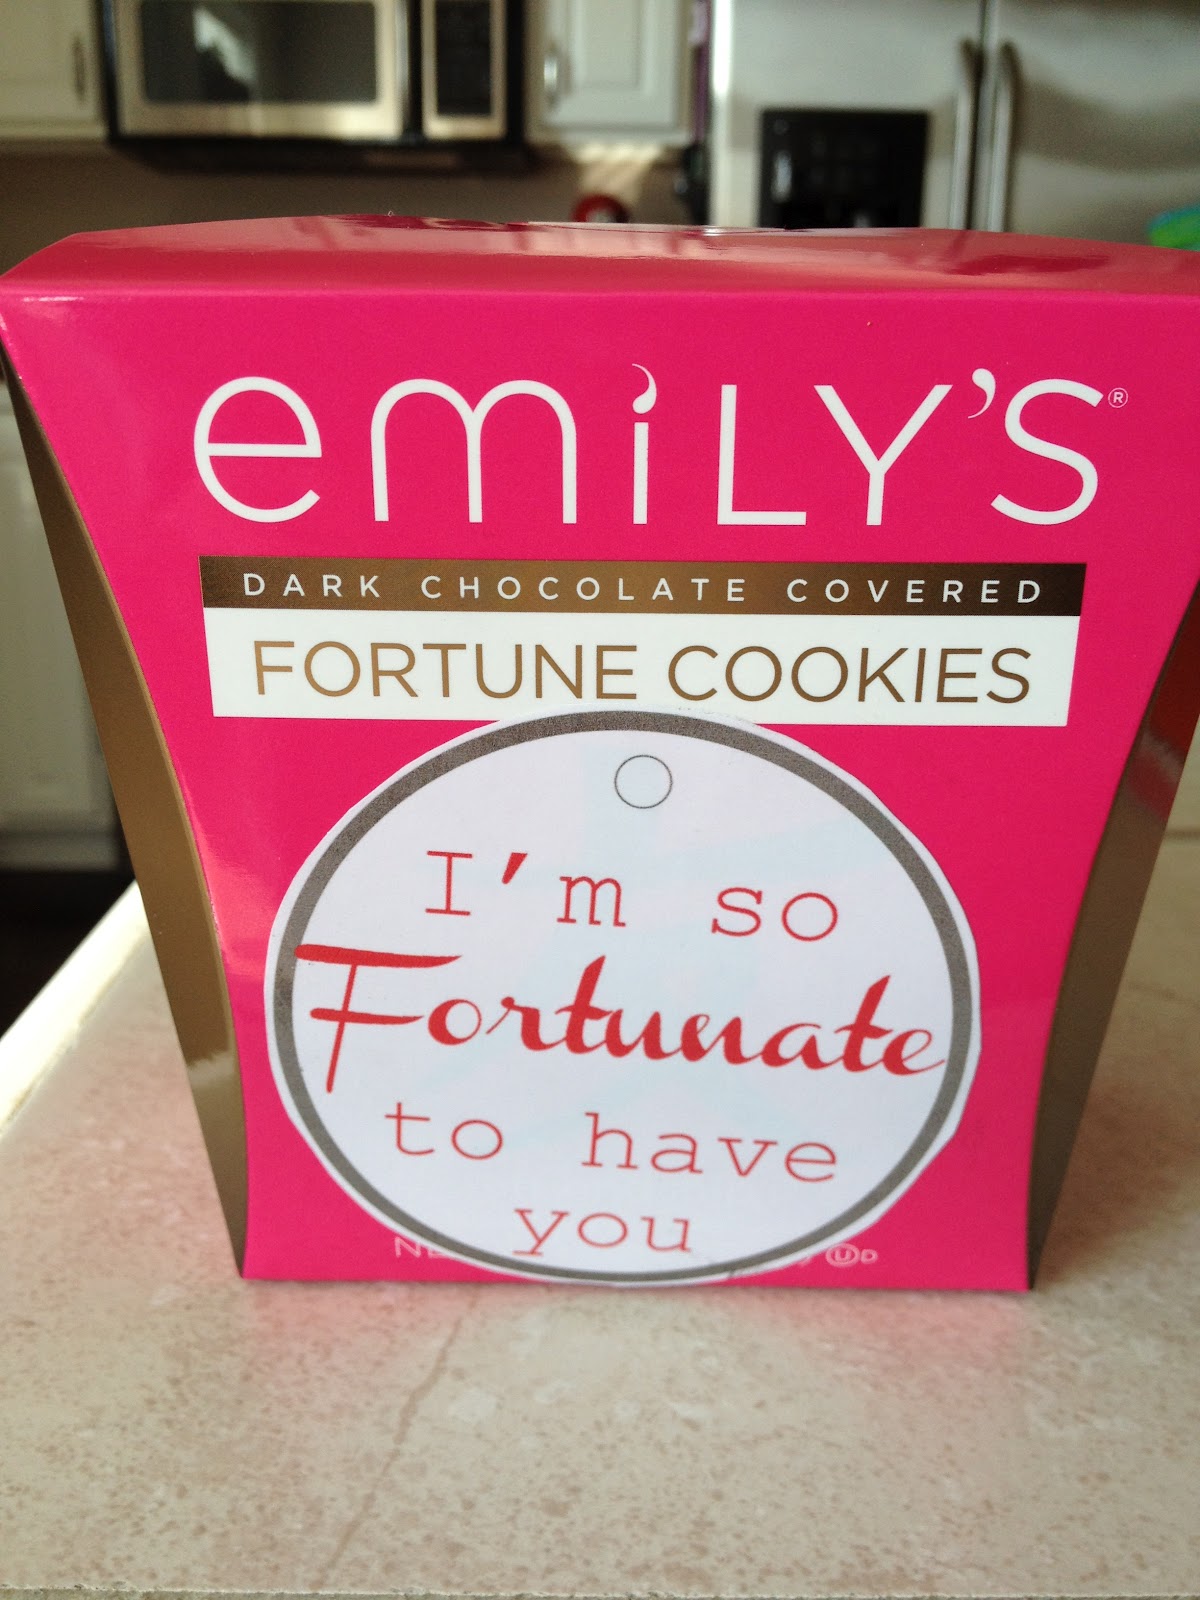 emiLY'S®
DARK CHOCOLATE COVERED
FORTUNE COOKIES
I'm so
Fortunate
to have
you
U D